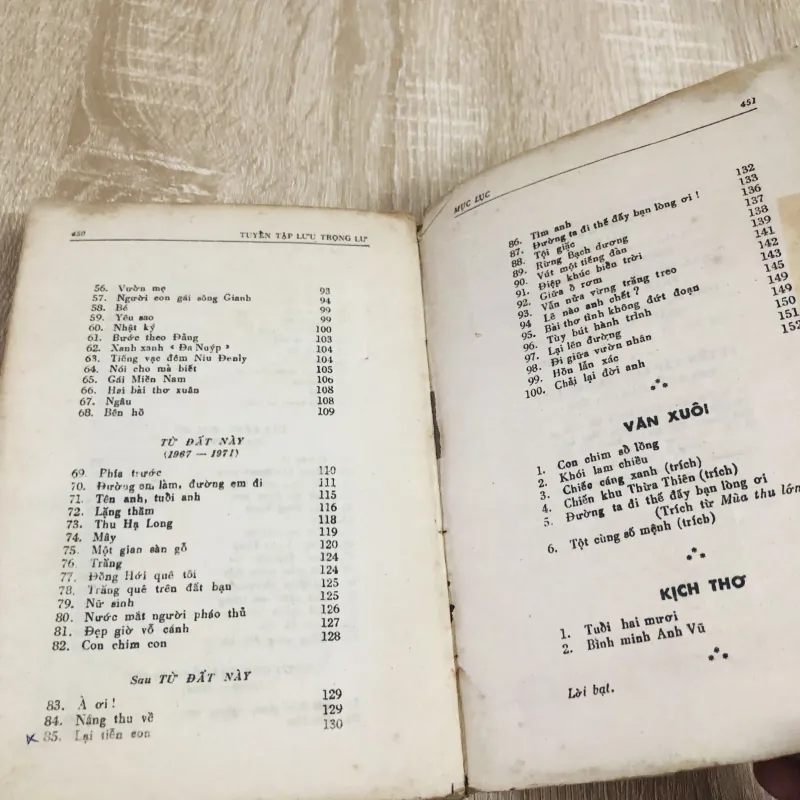 450 TUYỂN TẬP LƯU TRỌNG LƯ
56. Vườn mẹ 93
57. Người con gái sông Gianh 94
58. Bé 99
59. Yêu sao 99
60. Nhật ký 100
61. Bước theo Đảng 103
62. Xanh xanh « Đa Nuýp » 104
63. Tiếng vạc đêm Niu Đenly 104
64. Nói cho mà biết 105
65. Gái Miền Nam 106
66. Hai bài thơ xuân 108
67. Ngâu 108
68. Bên hồ 109
TỪ ĐẤT NÀY
(1967 — 1971)
69. Phía trước 110
70. Đường em làm, đường em đi 111
71. Tên anh, tuổi anh 115
72. Lặng thầm 116
73. Thu Hạ Long 118
74. Mây 119
75. Một gian sàn gỗ 120
76. Trăng 124
77. Đồng Hới quê tôi 124
78. Trăng quê trên đất bạn 125
79. Nữ sinh 125
80. Nước mắt người pháo thủ 126
81. Đẹp giờ vỗ cánh 127
82. Con chim con 128
Sau TỪ ĐẤT NÀY
83. À ơi ! 129
84. Nắng thu về 129
85. Lại tiễn con 130
MỤC LỤC 451
86. Tìm anh 132
87. Đường ta đi thế đấy bạn lòng ơi ! 133
88. Tội giặc 136
89. Rừng Bạch dương 137
90. Vút một tiếng đàn 138
91. Điệp khúc biển trời 139
92. Giữa ồ rơm 141
93. Vẫn nửa vừng trăng treo 142
94. Lẽ nào anh chết ? 143
95. Bài thơ tình không đứt đoạn 145
96. Tùy bút hành trình 149
97. Lại lên đường 150
98. Đi giữa vườn nhân 151
99. Hồn lẫn xác 152
100. Chải lại đời anh
VĂN XUÔI
1. Con chim sồ lồng
2. Khói lam chiều
3. Chiếc cáng xanh (trích)
4. Chiến khu Thừa Thiên (trích)
5. Đường ta đi thế đấy bạn lòng ơi
(Trích từ Mùa thu lớn
6. Tột cùng số mệnh (trích)
KỊCH THƠ
1. Tuổi hai mươi
2. Bình minh Anh Vũ
Lời bạt.